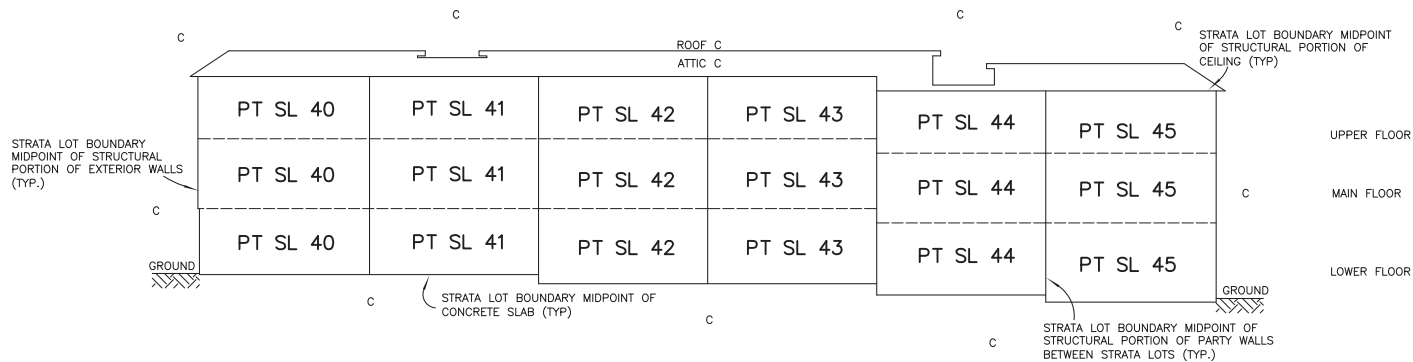 C
C
C
C
ROOF C
ATTIC C
STRATA LOT BOUNDARY MIDPOINT
OF STRUCTURAL PORTION OF
CEILING (TYP)
PT SL 40
PT SL 41
PT SL 42
PT SL 43
PT SL 44
PT SL 45
UPPER FLOOR
STRATA LOT BOUNDARY
MIDPOINT OF STRUCTURAL
PORTION OF EXTERIOR WALLS
(TYP.)
PT SL 40
PT SL 41
PT SL 42
PT SL 43
PT SL 44
PT SL 45
C
MAIN FLOOR
C
PT SL 40
PT SL 41
PT SL 42
PT SL 43
PT SL 44
PT SL 45
LOWER FLOOR
GROUND
GROUND
C
STRATA LOT BOUNDARY MIDPOINT OF
CONCRETE SLAB (TYP)
C
C
STRATA LOT BOUNDARY MIDPOINT OF
STRUCTURAL PORTION OF PARTY WALLS
BETWEEN STRATA LOTS (TYP.)